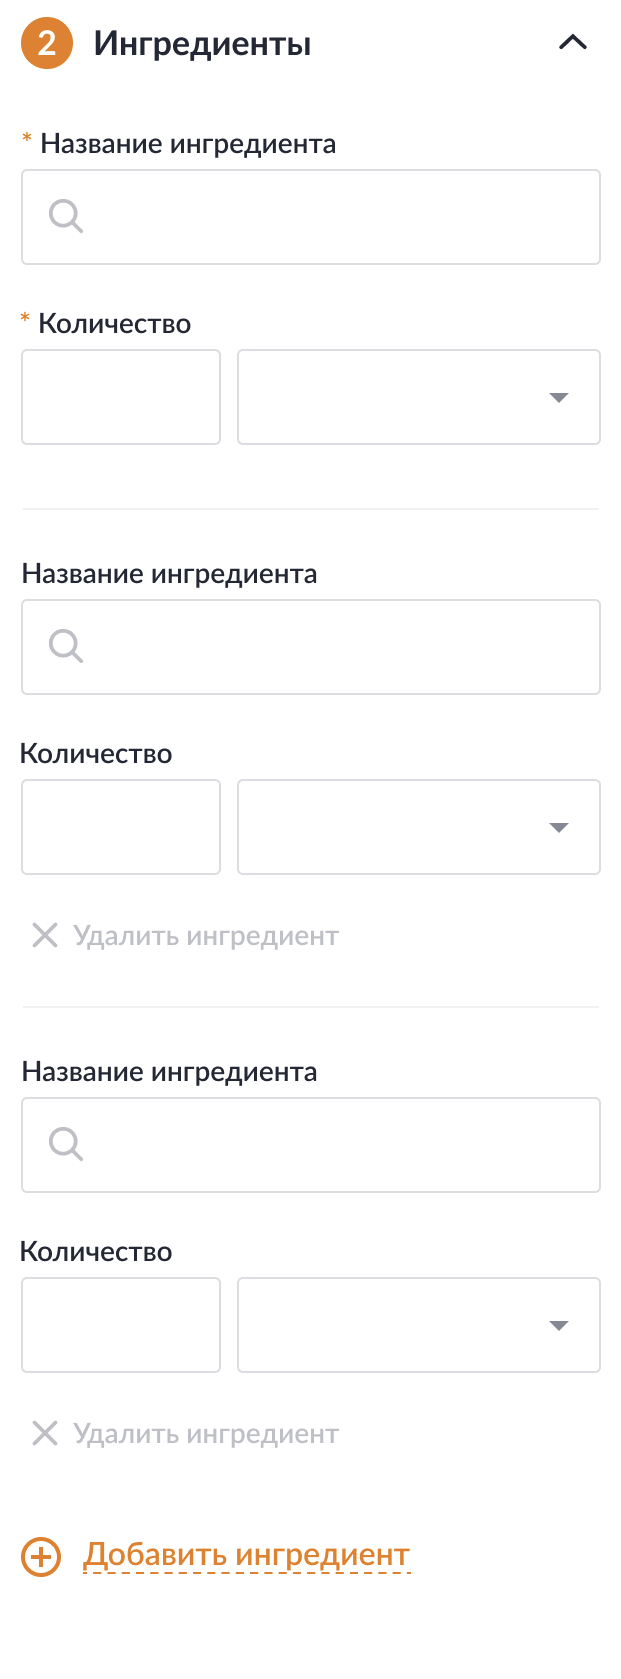 2 Ингредиенты
* Название ингредиента
* Количество
Название ингредиента
Количество
Удалить ингредиент
Название ингредиента
Количество
Удалить ингредиент
Добавить ингредиент